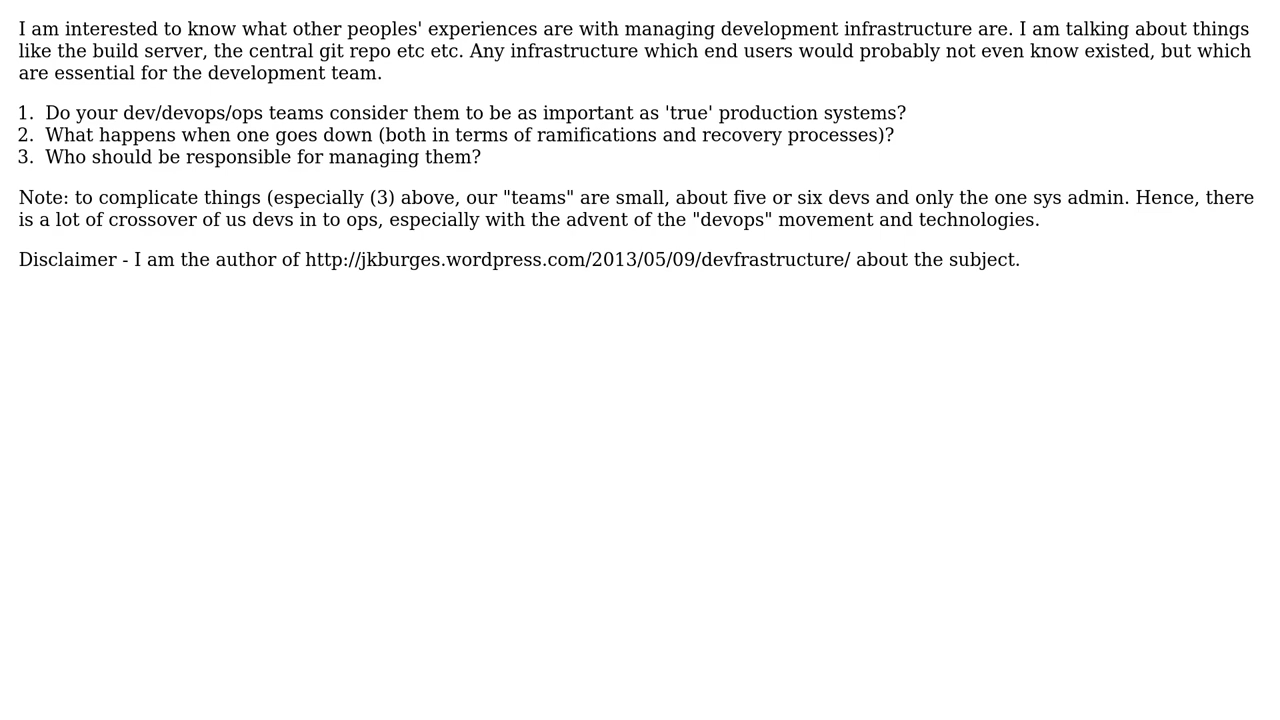 I am interested to know what other peoples' experiences are with managing development infrastructure are. I am talking about things
like the build server, the central git repo etc etc. Any infrastructure which end users would probably not even know existed, but which
are essential for the development team.
1. Do your dev/devops/ops teams consider them to be as important as 'true' production systems?
2. What happens when one goes down (both in terms of ramifications and recovery processes)?
3. Who should be responsible for managing them?
Note: to complicate things (especially (3) above, our "teams" are small, about five or six devs and only the one sys admin. Hence, there
is a lot of crossover of us devs in to ops, especially with the advent of the "devops" movement and technologies.
Disclaimer - I am the author of http://jkburges.wordpress.com/2013/05/09/devfrastructure/ about the subject.